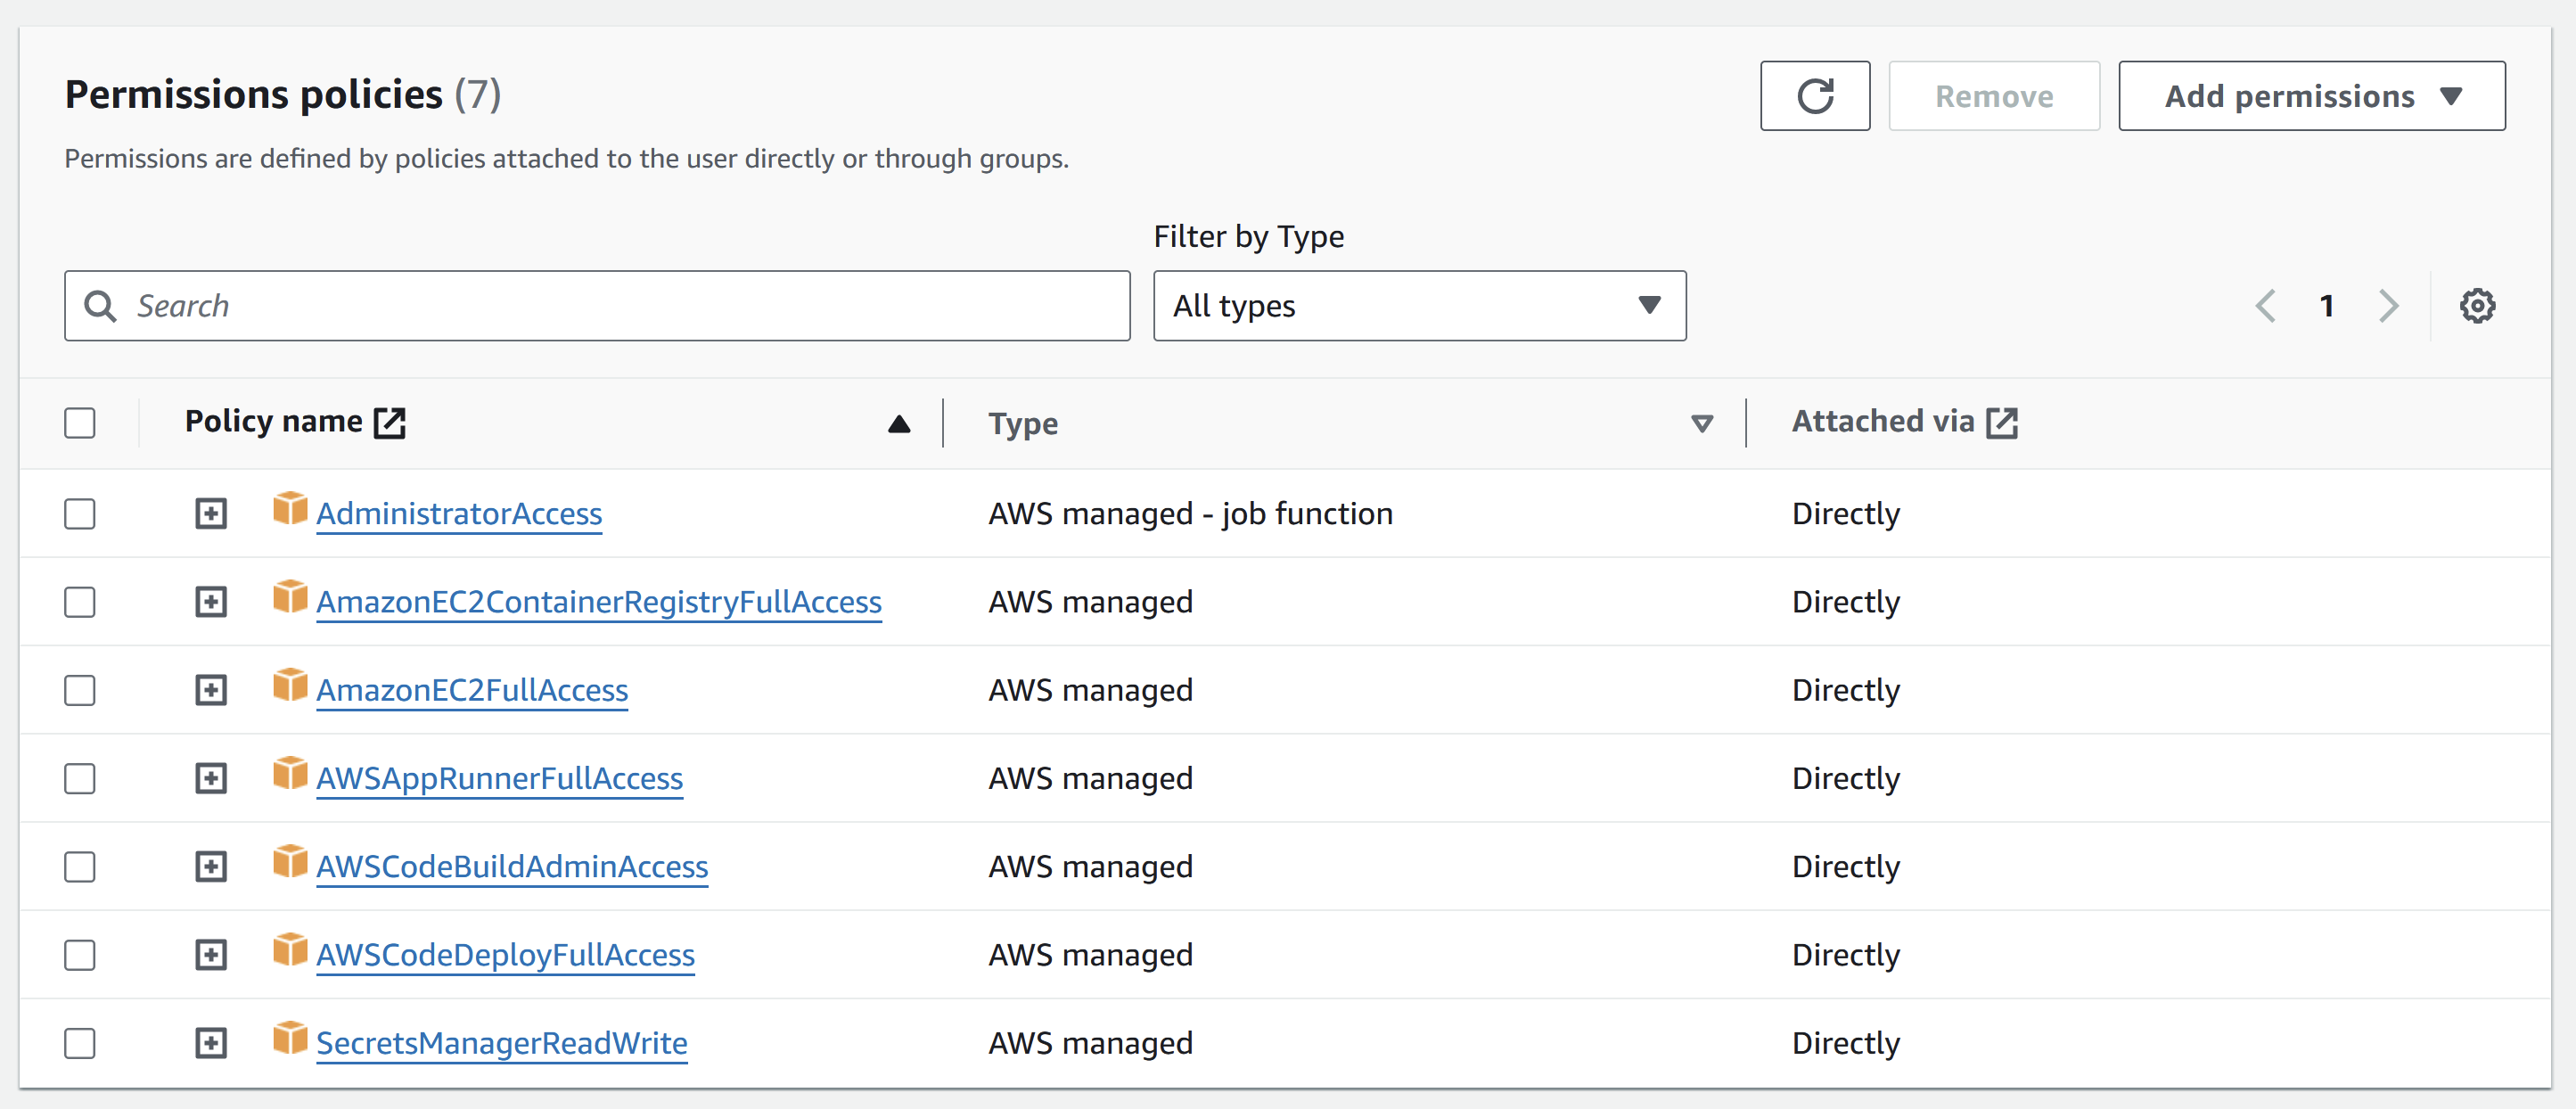 Permissions policies (7)
Remove
Add permissions
Permissions are defined by policies attached to the user directly or through groups.
Filter by Type
Search
All types
1
Policy name
Type
Attached via
AdministratorAccess AWS managed - job function Directly
AmazonEC2ContainerRegistryFullAccess AWS managed Directly
AmazonEC2FullAccess AWS managed Directly
AWSAppRunnerFullAccess AWS managed Directly
AWSCodeBuildAdminAccess AWS managed Directly
AWSCodeDeployFullAccess AWS managed Directly
SecretsManagerReadWrite AWS managed Directly